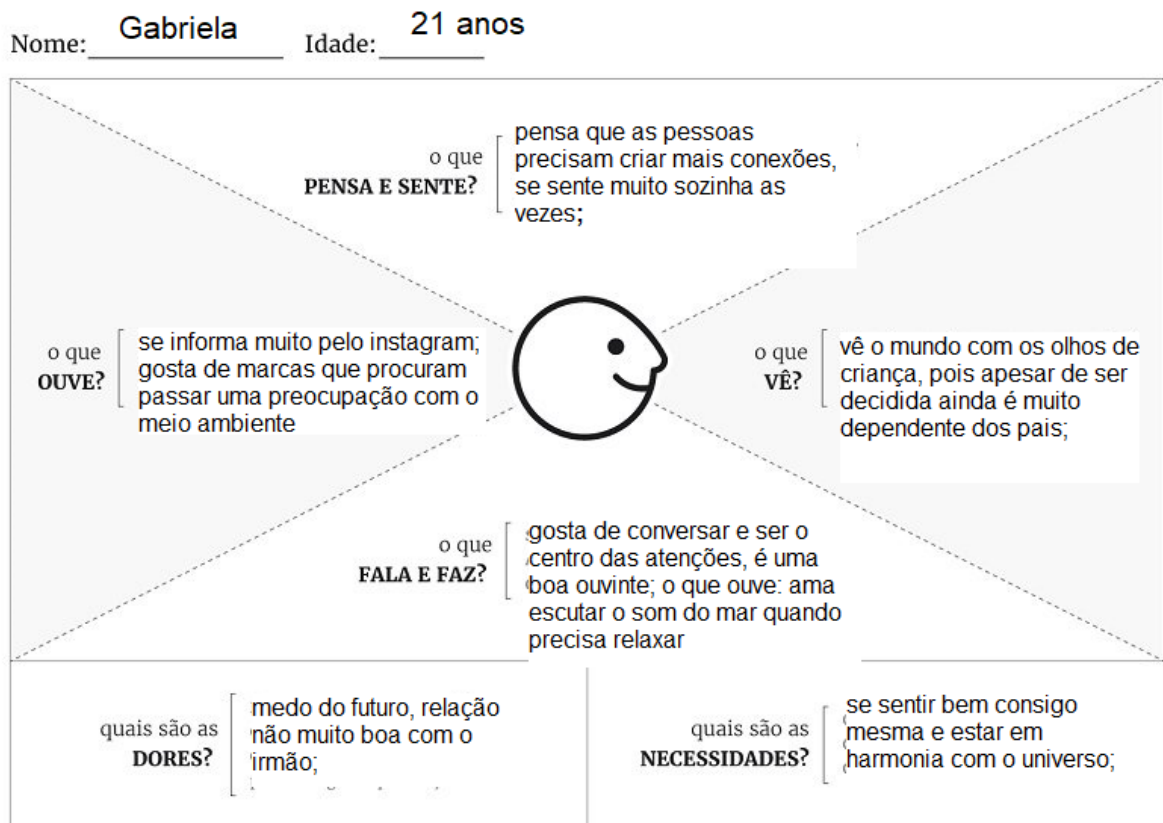 Nome: Gabriela Idade: 21 anos
o que
PENSA E SENTE?
pensa que as pessoas
precisam criar mais conexões,
se sente muito sozinha as
vezes;
o que
OUVE?
se informa muito pelo instagram;
gosta de marcas que procuram
passar uma preocupação com o
meio ambiente
o que
VÊ?
vê o mundo com os olhos de
criança, pois apesar de ser
decidida ainda é muito
dependente dos pais;
o que
FALA E FAZ?
gosta de conversar e ser o
centro das atenções, é uma
boa ouvinte; o que ouve: ama
escutar o som do mar quando
precisa relaxar
quais são as
DORES?
medo do futuro, relação
não muito boa com o
irmão;
quais são as
NECESSIDADES?
se sentir bem consigo
mesma e estar em
harmonia com o universo;